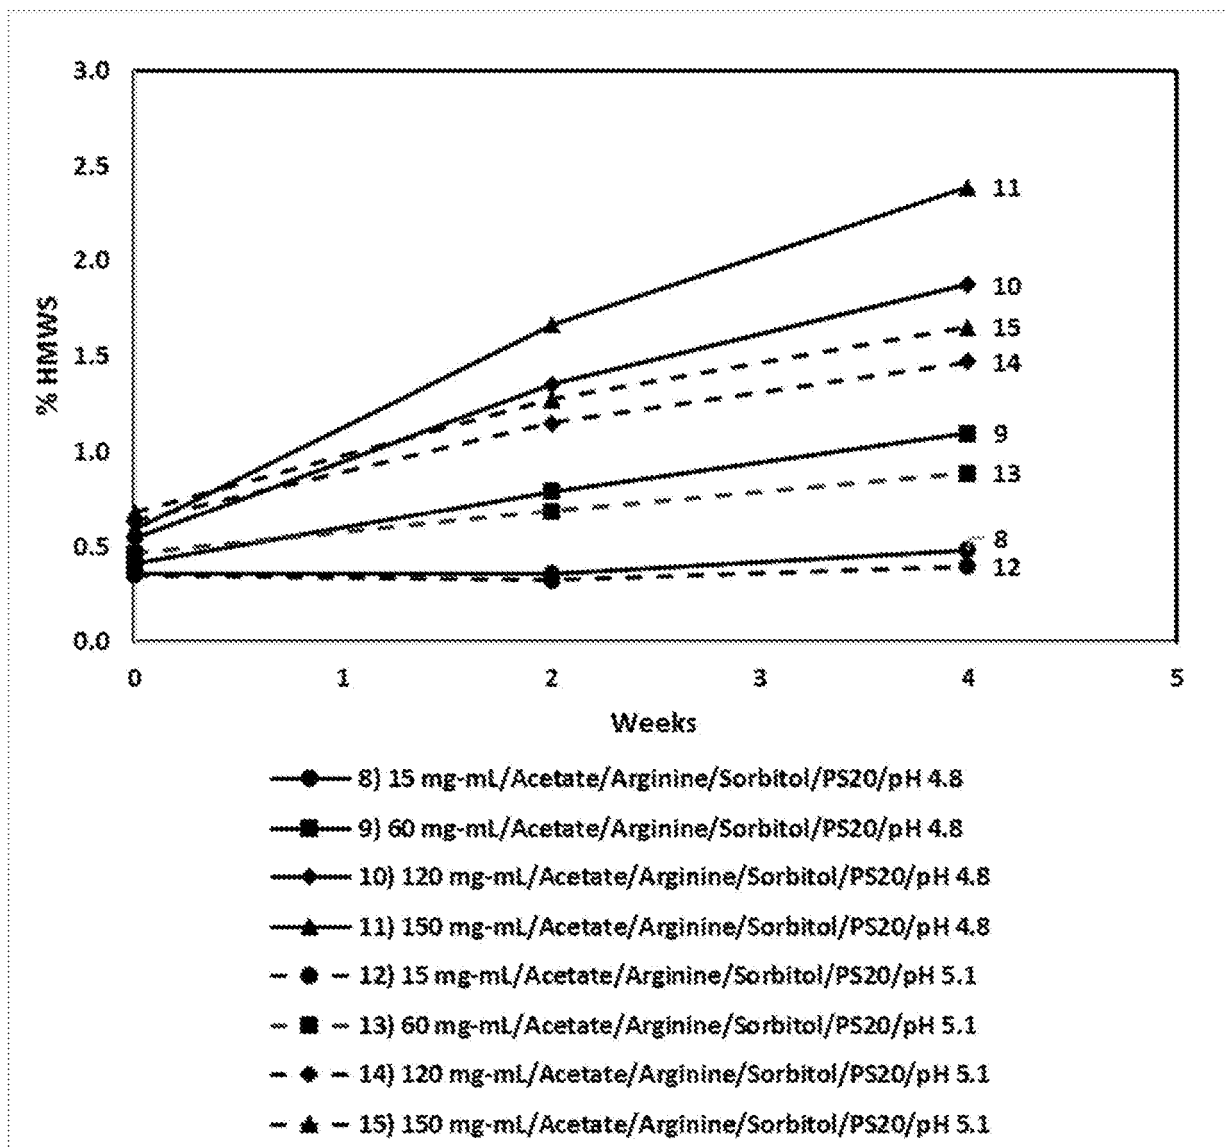 3.0
2.5
11
2.0
10
% HMWS
15
1.5
14
9
1.0
13
8
0.5
12
0.0
0 1 2 3 4 5
Weeks
8) 15 mg-mL/Acetate/Arginine/Sorbitol/PS20/pH 4.8
9) 60 mg-mL/Acetate/Arginine/Sorbitol/PS20/pH 4.8
10) 120 mg-mL/Acetate/Arginine/Sorbitol/PS20/pH 4.8
11) 150 mg-mL/Acetate/Arginine/Sorbitol/PS20/pH 4.8
12) 15 mg-mL/Acetate/Arginine/Sorbitol/PS20/pH 5.1
13) 60 mg-mL/Acetate/Arginine/Sorbitol/PS20/pH 5.1
14) 120 mg-mL/Acetate/Arginine/Sorbitol/PS20/pH 5.1
15) 150 mg-mL/Acetate/Arginine/Sorbitol/PS20/pH 5.1